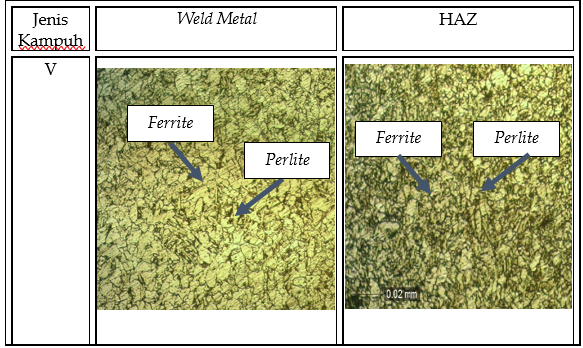 Jenis
Kampuh
Weld Metal
HAZ
V
Ferrite
Perlite
Ferrite
Perlite
0.02 mm